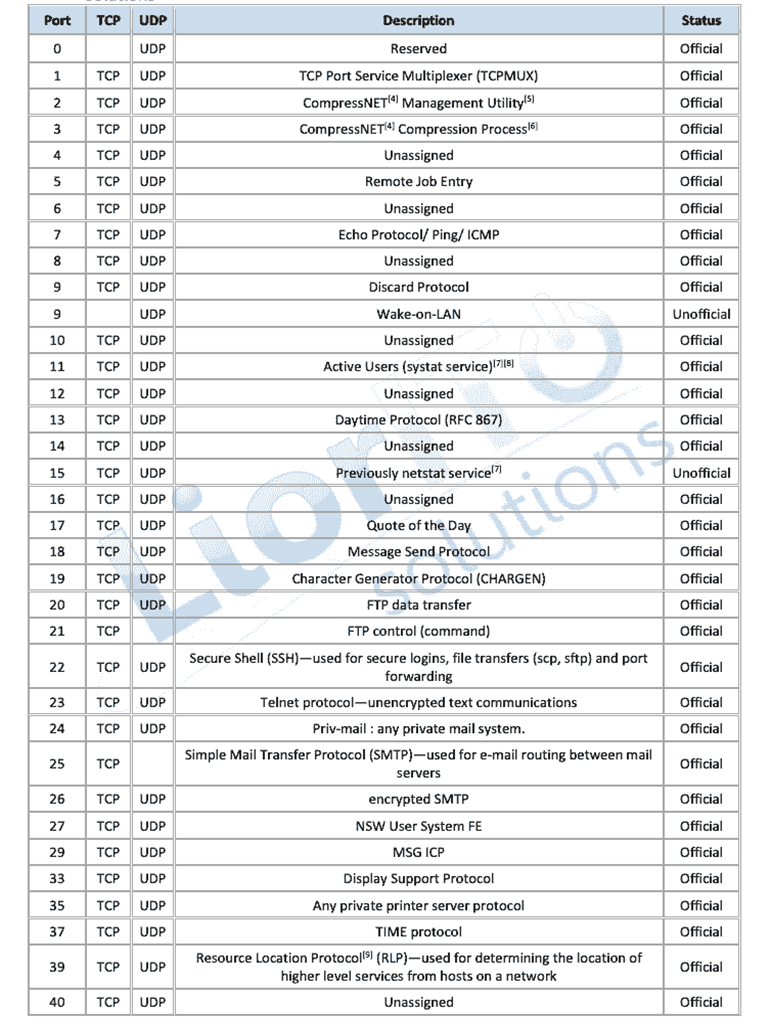 Port TCP UDP Description Status
0 UDP Reserved Official
1 TCP UDP TCP Port Service Multiplexer (TCPMUX) Official
2 TCP UDP CompressNET[4] Management Utility[5] Official
3 TCP UDP CompressNET[4] Compression Process[6] Official
4 TCP UDP Unassigned Official
5 TCP UDP Remote Job Entry Official
6 TCP UDP Unassigned Official
7 TCP UDP Echo Protocol/ Ping/ ICMP Official
8 TCP UDP Unassigned Official
9 TCP UDP Discard Protocol Official
9 UDP Wake-on-LAN Unofficial
10 TCP UDP Unassigned Official
11 TCP UDP Active Users (systat service)[7][8] Official
12 TCP UDP Unassigned Official
13 TCP UDP Daytime Protocol (RFC 867) Official
14 TCP UDP Unassigned Official
15 TCP UDP Previously netstat service[7] Unofficial
16 TCP UDP Unassigned Official
17 TCP UDP Quote of the Day Official
18 TCP UDP Message Send Protocol Official
19 TCP UDP Character Generator Protocol (CHARGEN) Official
20 TCP UDP FTP data transfer Official
21 TCP FTP control (command) Official
22 TCP UDP Secure Shell (SSH)—used for secure logins, file transfers (scp, sftp) and port
forwarding Official
23 TCP UDP Telnet protocol—unencrypted text communications Official
24 TCP UDP Priv-mail : any private mail system. Official
25 TCP Simple Mail Transfer Protocol (SMTP)—used for e-mail routing between mail
servers Official
26 TCP UDP encrypted SMTP Official
27 TCP UDP NSW User System FE Official
29 TCP UDP MSG ICP Official
33 TCP UDP Display Support Protocol Official
35 TCP UDP Any private printer server protocol Official
37 TCP UDP TIME protocol Official
39 TCP UDP Resource Location Protocol[9] (RLP)—used for determining the location of
higher level services from hosts on a network Official
40 TCP UDP Unassigned Official
LiorIT
solutions